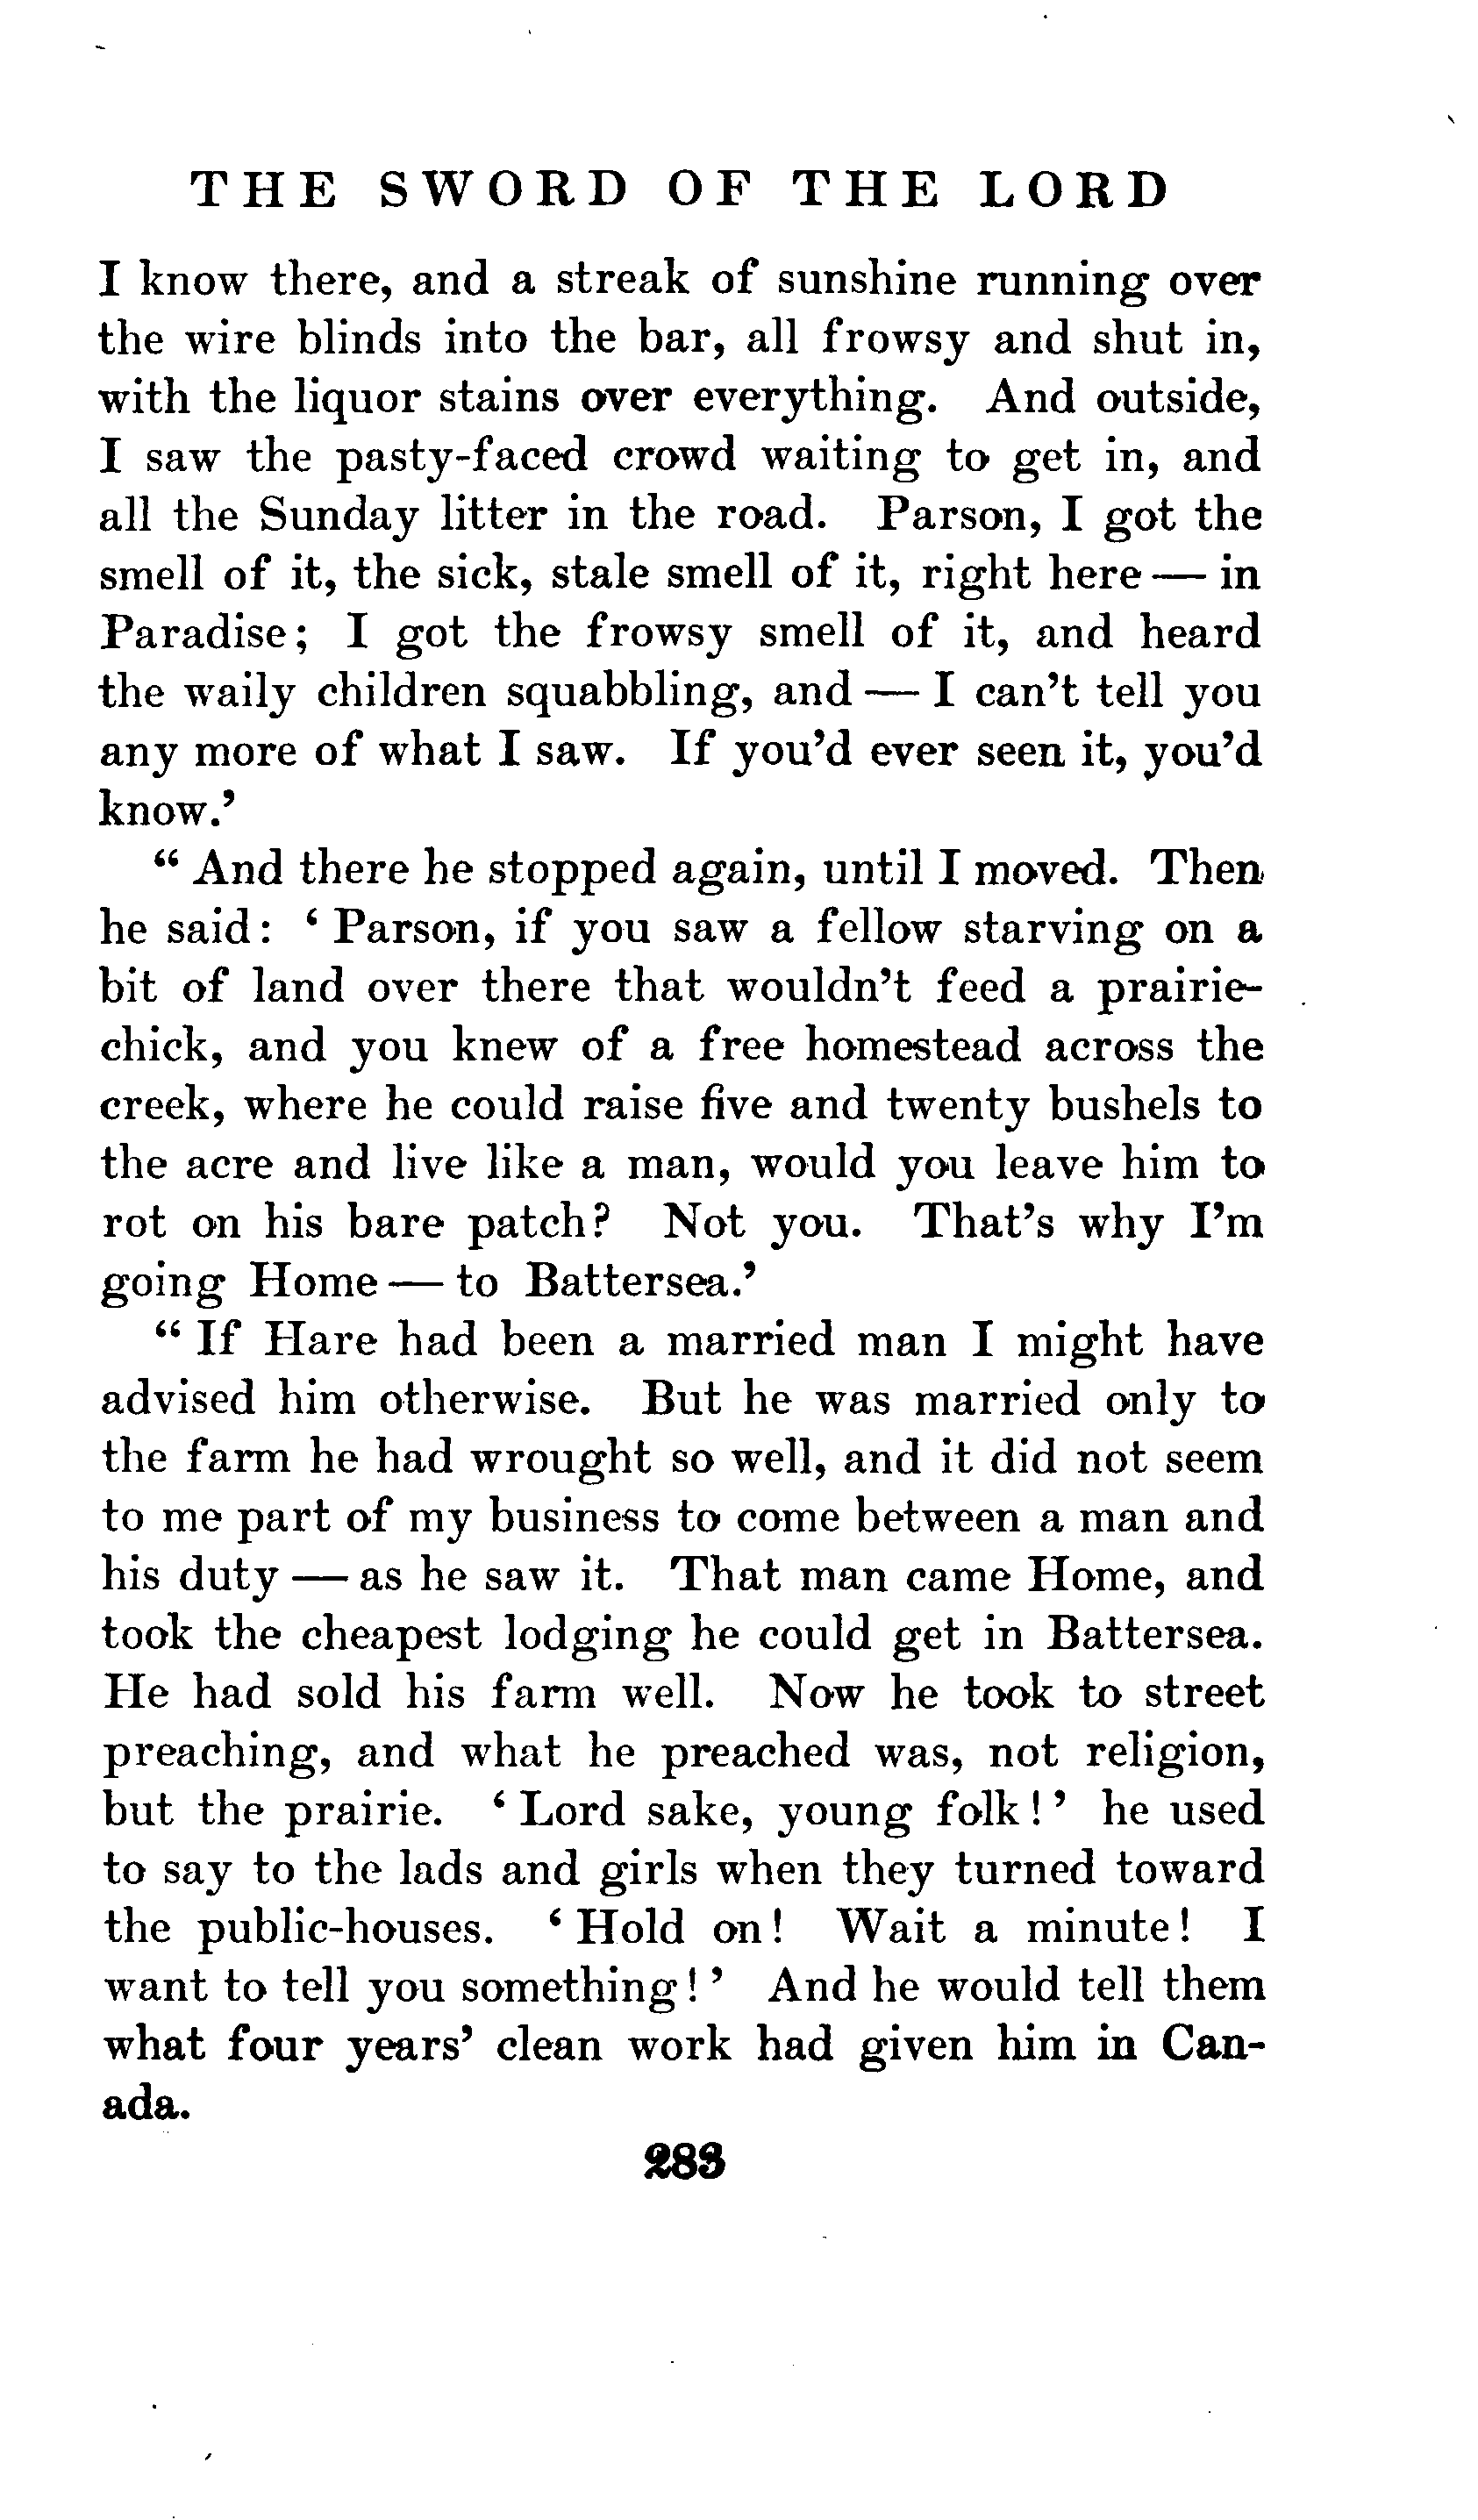 THE SWORD OF THE LORD
I know there, and a streak of sunshine running over
the wire blinds into the bar, all frowsy and shut in,
with the liquor stains over everything. And outside,
I saw the pasty-faced crowd waiting to get in, and
all the Sunday litter in the road. Parson, I got the
smell of it, the sick, stale smell of it, right here — in
Paradise; I got the frowsy smell of it, and heard
the waily children squabbling, and — I can't tell you
any more of what I saw. If you'd ever seen it, you'd
know.'
“ And there he stopped again, until I moved. Then
he said: ‘ Parson, if you saw a fellow starving on a
bit of land over there that wouldn't feed a prairie-
chick, and you knew of a free homestead across the
creek, where he could raise five and twenty bushels to
the acre and live like a man, would you leave him to
rot on his bare patch? Not you. That's why I'm
going Home — to Battersea.’
“ If Hare had been a married man I might have
advised him otherwise. But he was married only to
the farm he had wrought so well, and it did not seem
to me part of my business to come between a man and
his duty — as he saw it. That man came Home, and
took the cheapest lodging he could get in Battersea.
He had sold his farm well. Now he took to street
preaching, and what he preached was, not religion,
but the prairie. ‘ Lord sake, young folk! ’ he used
to say to the lads and girls when they turned toward
the public-houses. ‘ Hold on! Wait a minute! I
want to tell you something! ’ And he would tell them
what four years' clean work had given him in Can-
ada.
283